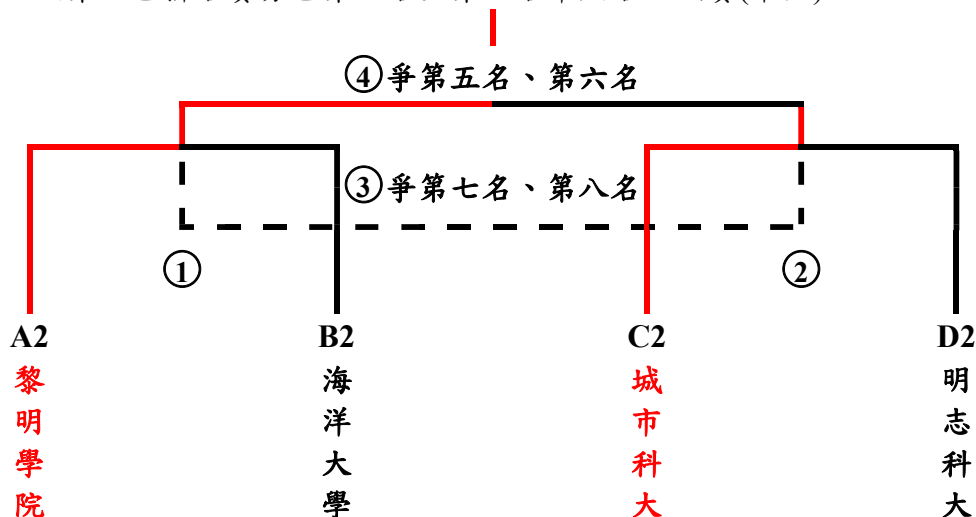 ④爭第五名、第六名
③爭第七名、第八名
① ②
A2 B2 C2 D2
黎明學院
海洋大學
城市科大
明志科大